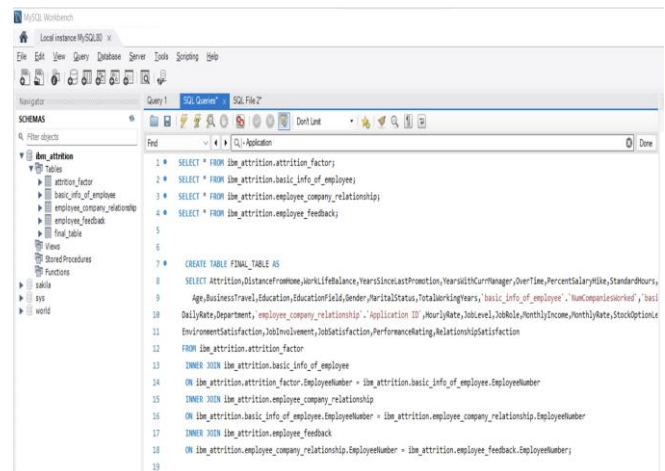 MySQL Workbench
Local instance MySQL80 ×
File Edit View Query Database Server Tools Scripting Help
Navigator
SCHEMAS
Filter objects
ibm_attrition
Tables
attrition_factor
basic_info_of_employee
employee_company_relationship
employee_feedback
final_table
Views
Stored Procedures
Functions
sakila
sys
world
Query 1 SQL Queries* × SQL File 2*
Don't Limit
Find Application Done
1 SELECT * FROM ibm_attrition.attrition_factor;
2 SELECT * FROM ibm_attrition.basic_info_of_employee;
3 SELECT * FROM ibm_attrition.employee_company_relationship;
4 SELECT * FROM ibm_attrition.employee_feedback;
5
6
7 CREATE TABLE FINAL_TABLE AS
8 SELECT Attrition,DistanceFromHome,WorkLifeBalance,YearsSinceLastPromotion,YearsWithCurrManager,OverTime,PercentSalaryHike,StandardHours,
9 Age,BusinessTravel,Education,EducationField,Gender,MaritalStatus,TotalWorkingYears,`basic_info_of_employee`.`NumCompaniesWorked`,`basi
10 DailyRate,Department,`employee_company_relationship`.`Application ID`,HourlyRate,JobLevel,JobRole,MonthlyIncome,MonthlyRate,StockOptionLe
11 EnvironmentSatisfaction,JobInvolvement,JobSatisfaction,PerformanceRating,RelationshipSatisfaction
12 FROM ibm_attrition.attrition_factor
13 INNER JOIN ibm_attrition.basic_info_of_employee
14 ON ibm_attrition.attrition_factor.EmployeeNumber = ibm_attrition.basic_info_of_employee.EmployeeNumber
15 INNER JOIN ibm_attrition.employee_company_relationship
16 ON ibm_attrition.basic_info_of_employee.EmployeeNumber = ibm_attrition.employee_company_relationship.EmployeeNumber
17 INNER JOIN ibm_attrition.employee_feedback
18 ON ibm_attrition.employee_company_relationship.EmployeeNumber = ibm_attrition.employee_feedback.EmployeeNumber;
19